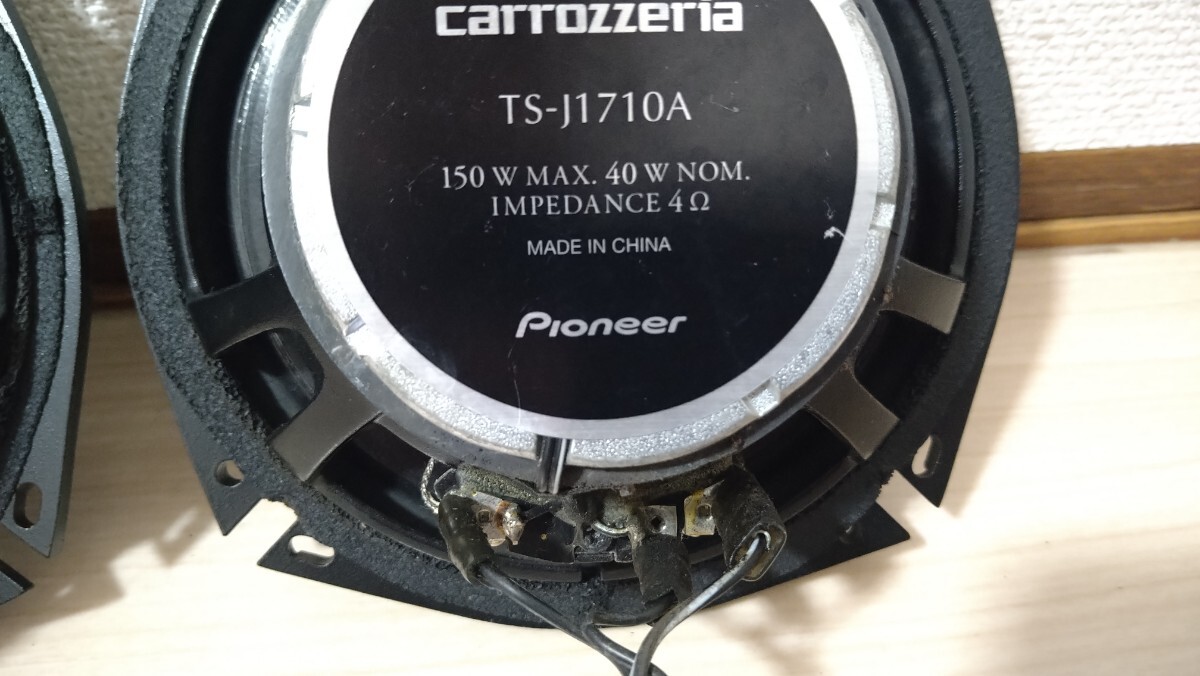 carrozzeria
TS-J1710A
150 W MAX. 40 W NOM.
IMPEDANCE 4 Ω
MADE IN CHINA
Pioneer